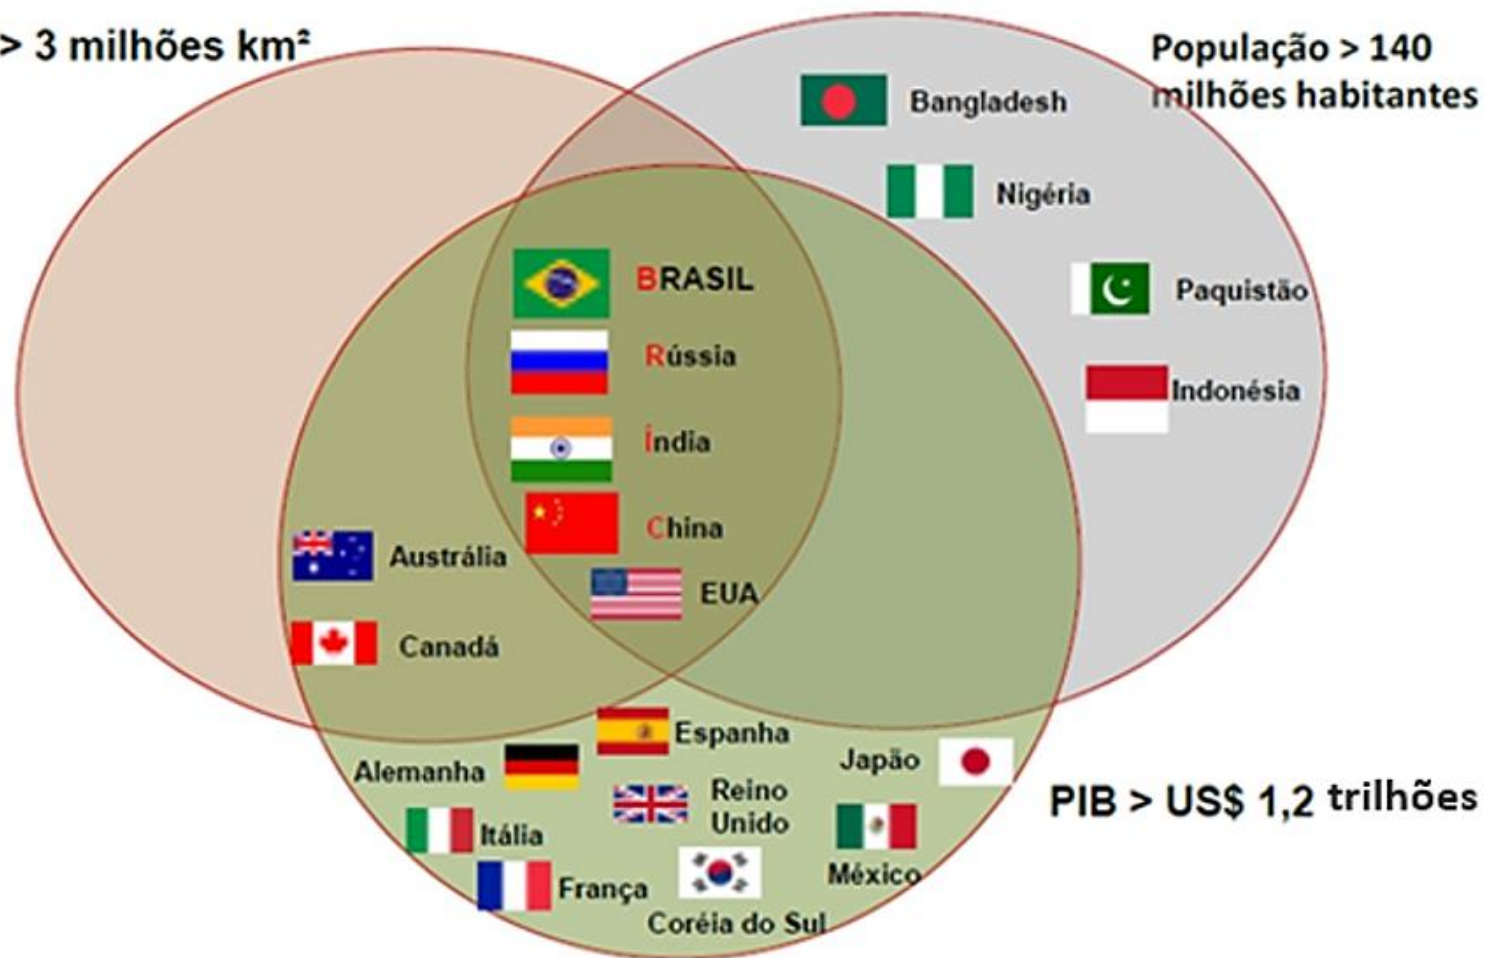 > 3 milhões km²
População > 140
milhões habitantes
Bangladesh
Nigéria
Paquistão
Indonésia
BRASIL
Rússia
Índia
China
EUA
Austrália
Canadá
Espanha
Alemanha
Japão
Reino
Unido
Itália
México
França
Coréia do Sul
PIB > US$ 1,2 trilhões